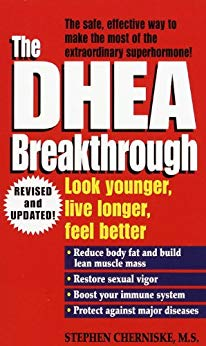 The safe, effective way to
make the most of the
extraordinary superhormone!
The
DHEA
Breakthrough
REVISED
and
UPDATED!
Look younger,
live longer,
feel better
• Reduce body fat and build
lean muscle mass
• Restore sexual vigor
• Boost your immune system
• Protect against major diseases
STEPHEN CHERNISKE, M.S.